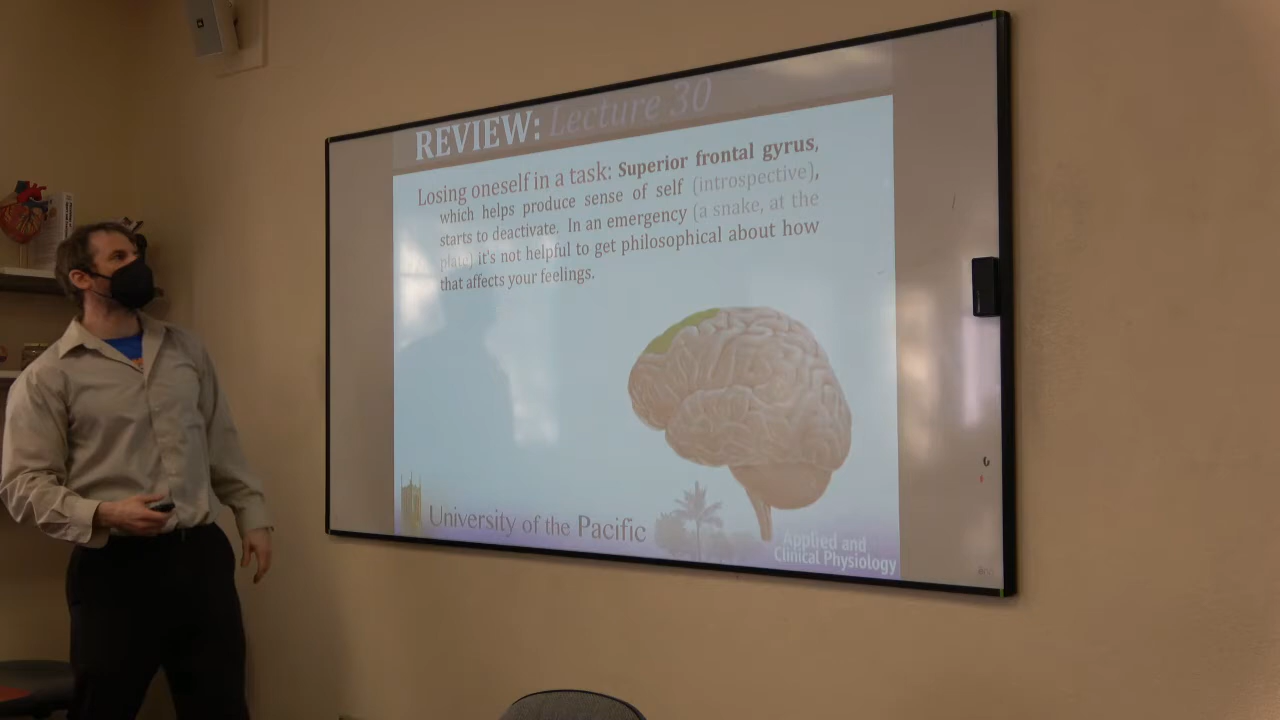 REVIEW: Lecture 30
Losing oneself in a task: Superior frontal gyrus,
which helps produce sense of self (introspective),
starts to deactivate. In an emergency (a snake, at the
plate) it's not helpful to get philosophical about how
that affects your feelings.
University of the Pacific
Applied and
Clinical Physiology